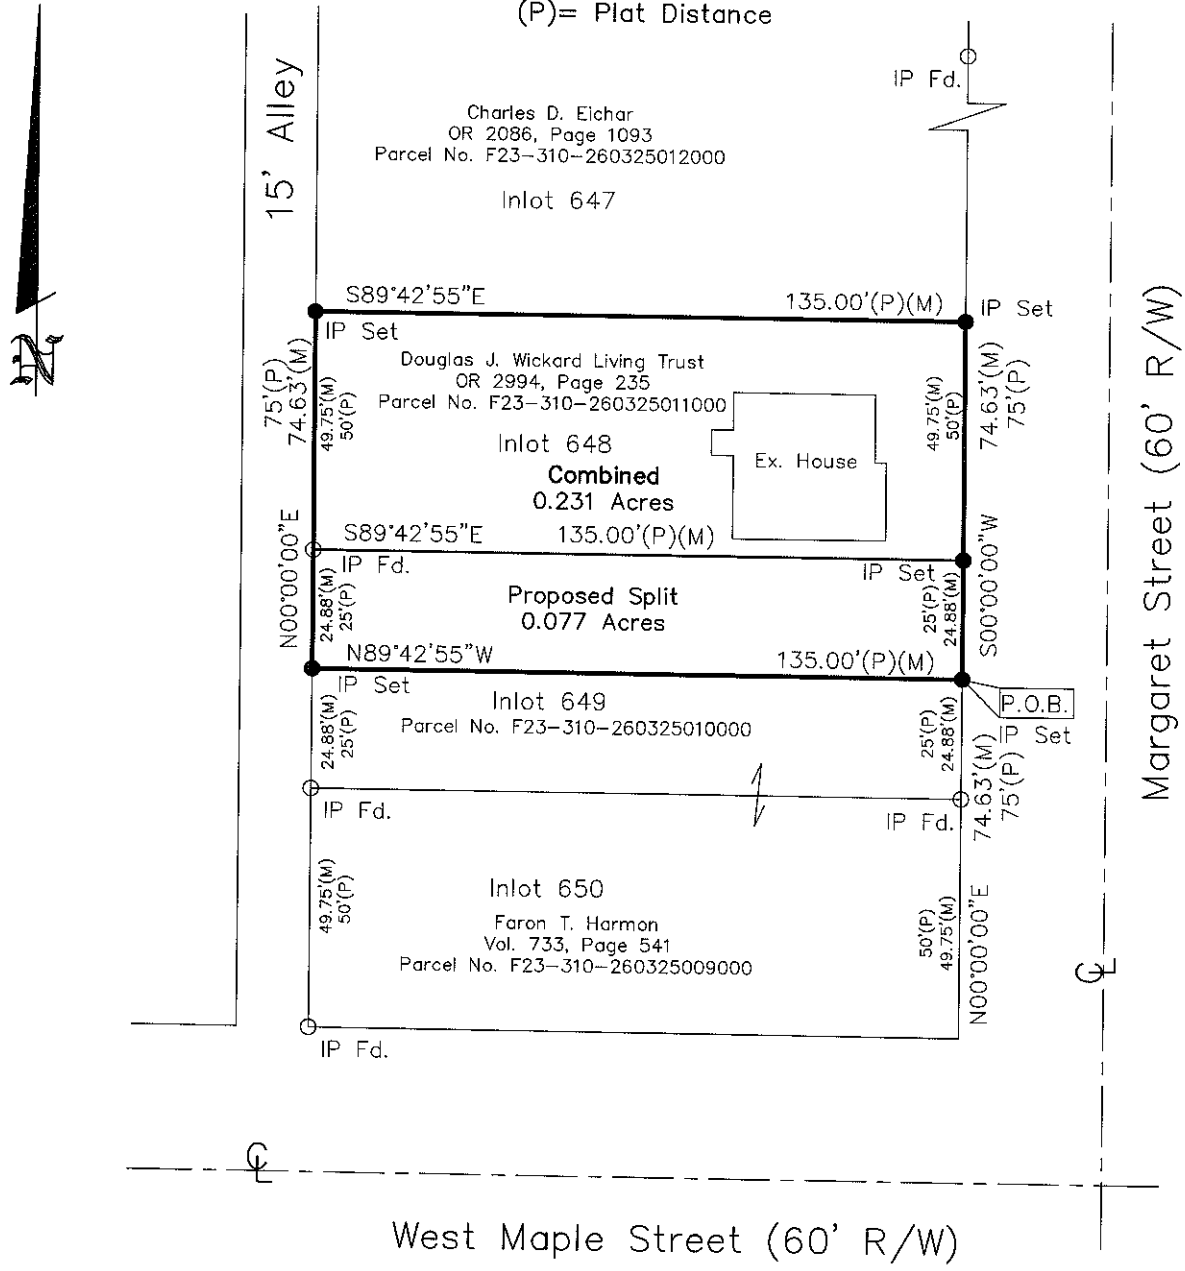 (P)= Plat Distance
15' Alley
IP Fd.
Charles D. Eichar
OR 2086, Page 1093
Parcel No. F23-310-260325012000
Inlot 647
S89°42'55"E
135.00'(P)(M)
IP Set
IP Set
75'(P)
74.63'(M)
49.75'(M)
50'(P)
Douglas J. Wickard Living Trust
OR 2994, Page 235
Parcel No. F23-310-260325011000
Inlot 648
Combined
0.231 Acres
Ex. House
49.75'(M)
50'(P)
74.63'(M)
75'(P)
Margaret Street (60' R/W)
N00°00'00"E
S89°42'55"E
135.00'(P)(M)
IP Fd.
IP Set
S00°00'00"W
24.88'(M)
25'(P)
Proposed Split
0.077 Acres
25'(P)
24.88'(M)
N89°42'55"W
135.00'(P)(M)
IP Set
P.O.B.
IP Set
Inlot 649
Parcel No. F23-310-260325010000
24.88'(M)
25'(P)
25'(P)
24.88'(M)
74.63'(M)
75'(P)
IP Fd.
IP Fd.
49.75'(M)
50'(P)
Inlot 650
Faron T. Harmon
Vol. 733, Page 541
Parcel No. F23-310-260325009000
50'(P)
49.75'(M)
N00°00'00"E
CL
IP Fd.
CL
West Maple Street (60' R/W)
N